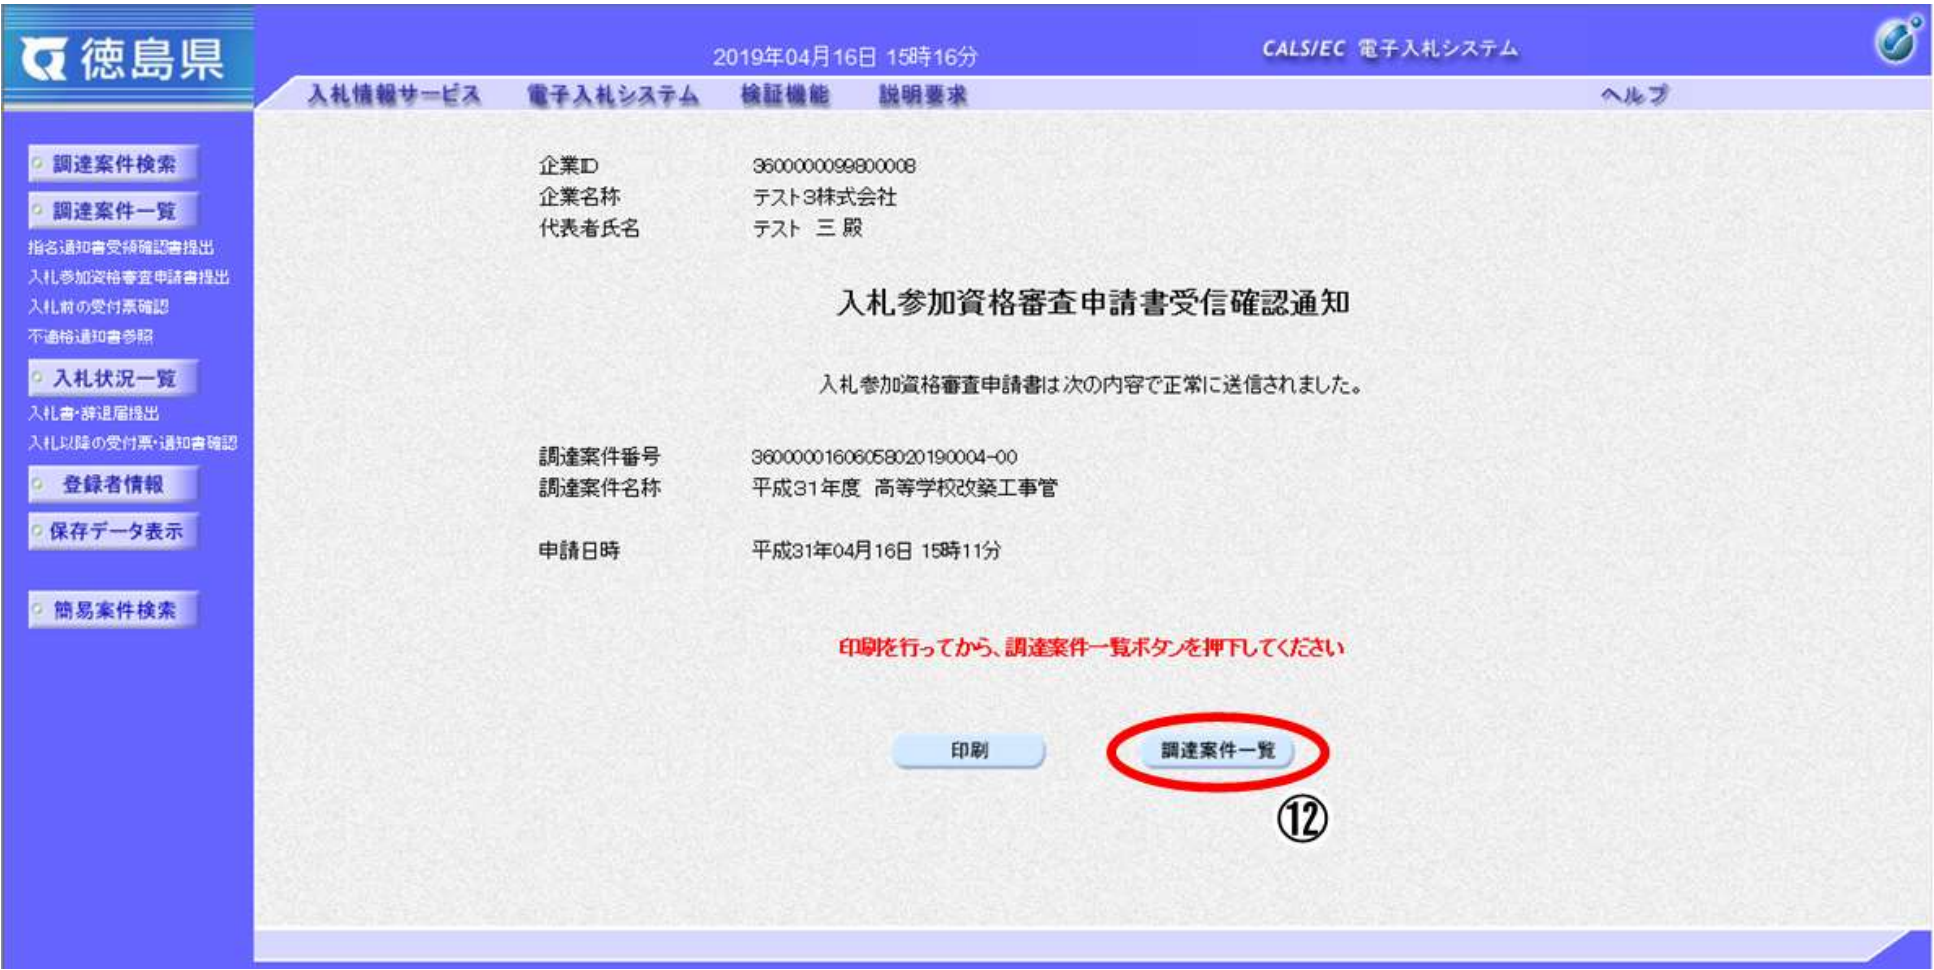 徳島県
2019年04月16日 15時16分
CALS/EC 電子入札システム
入札情報サービス 電子入札システム 検証機能 説明要求 ヘルプ
調達案件検索
調達案件一覧
指名通知書受領確認書提出
入札参加資格審査申請書提出
入札前の受付票確認
不適格通知書参照
入札状況一覧
入札書・辞退届提出
入札以降の受付票・通知書確認
登録者情報
保存データ表示
簡易案件検索
企業ID 3600000099800008
企業名称 テスト3株式会社
代表者氏名 テスト 三 殿
入札参加資格審査申請書受信確認通知
入札参加資格審査申請書は次の内容で正常に送信されました。
調達案件番号 36000001606058020190004-00
調達案件名称 平成31年度 高等学校改築工事管
申請日時 平成31年04月16日 15時11分
印刷を行ってから、調達案件一覧ボタンを押下してください
印刷 調達案件一覧
⑫